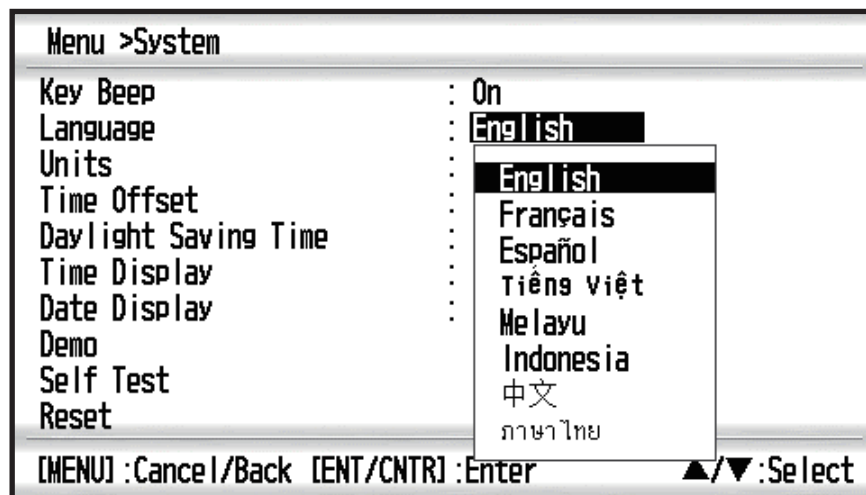 Menu >System
Key Beep : On
Language : English
Units :
Time Offset :
Daylight Saving Time :
Time Display :
Date Display :
Demo
Self Test
Reset
English
Français
Español
Tiếng Việt
Melayu
Indonesia
中文
ภาษาไทย
[MENU]:Cancel/Back [ENT/CNTR]:Enter ▲/▼:Select